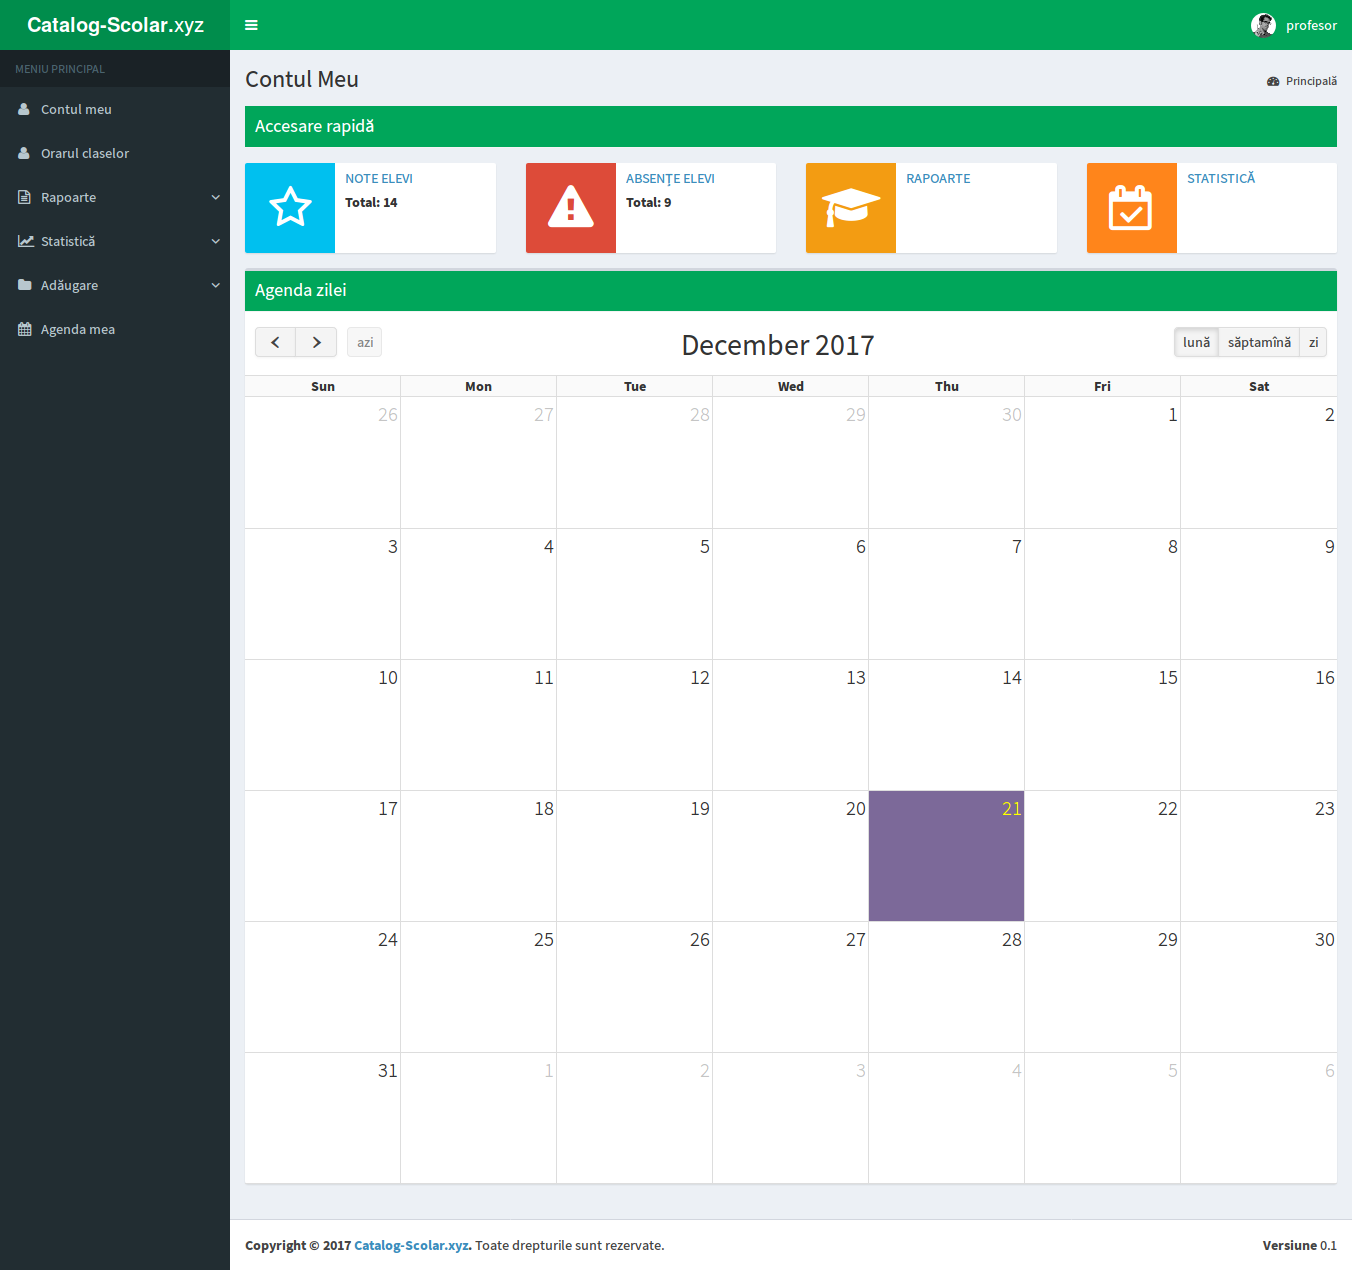 Catalog-Scolar.xyz
profesor
MENIU PRINCIPAL
Contul meu
Orarul claselor
Rapoarte
Statistică
Adăugare
Agenda mea
Contul Meu
Principală
Accesare rapidă
NOTE ELEVI
Total: 14
ABSENŢE ELEVI
Total: 9
RAPOARTE
STATISTICĂ
Agenda zilei
azi
December 2017
lună săptamînă zi
Sun Mon Tue Wed Thu Fri Sat
26 27 28 29 30 1 2
3 4 5 6 7 8 9
10 11 12 13 14 15 16
17 18 19 20 21 22 23
24 25 26 27 28 29 30
31 1 2 3 4 5 6
Copyright © 2017 Catalog-Scolar.xyz. Toate drepturile sunt rezervate.
Versiune 0.1